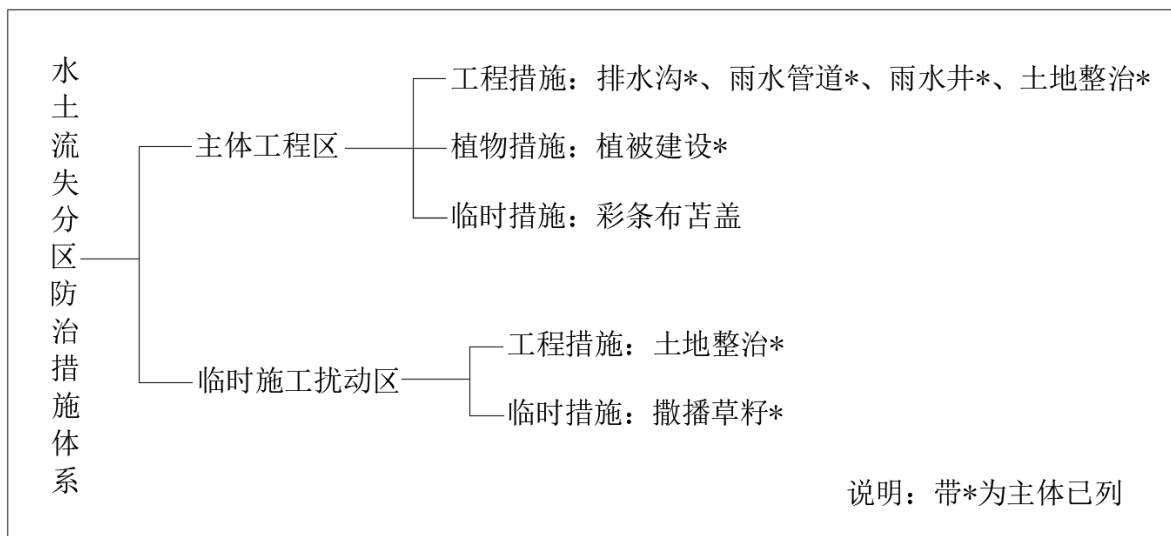 水土流失分区防治措施体系
主体工程区
工程措施：排水沟*、雨水管道*、雨水井*、土地整治*
植物措施：植被建设*
临时措施：彩条布苫盖
临时施工扰动区
工程措施：土地整治*
临时措施：撒播草籽*
说明：带*为主体已列